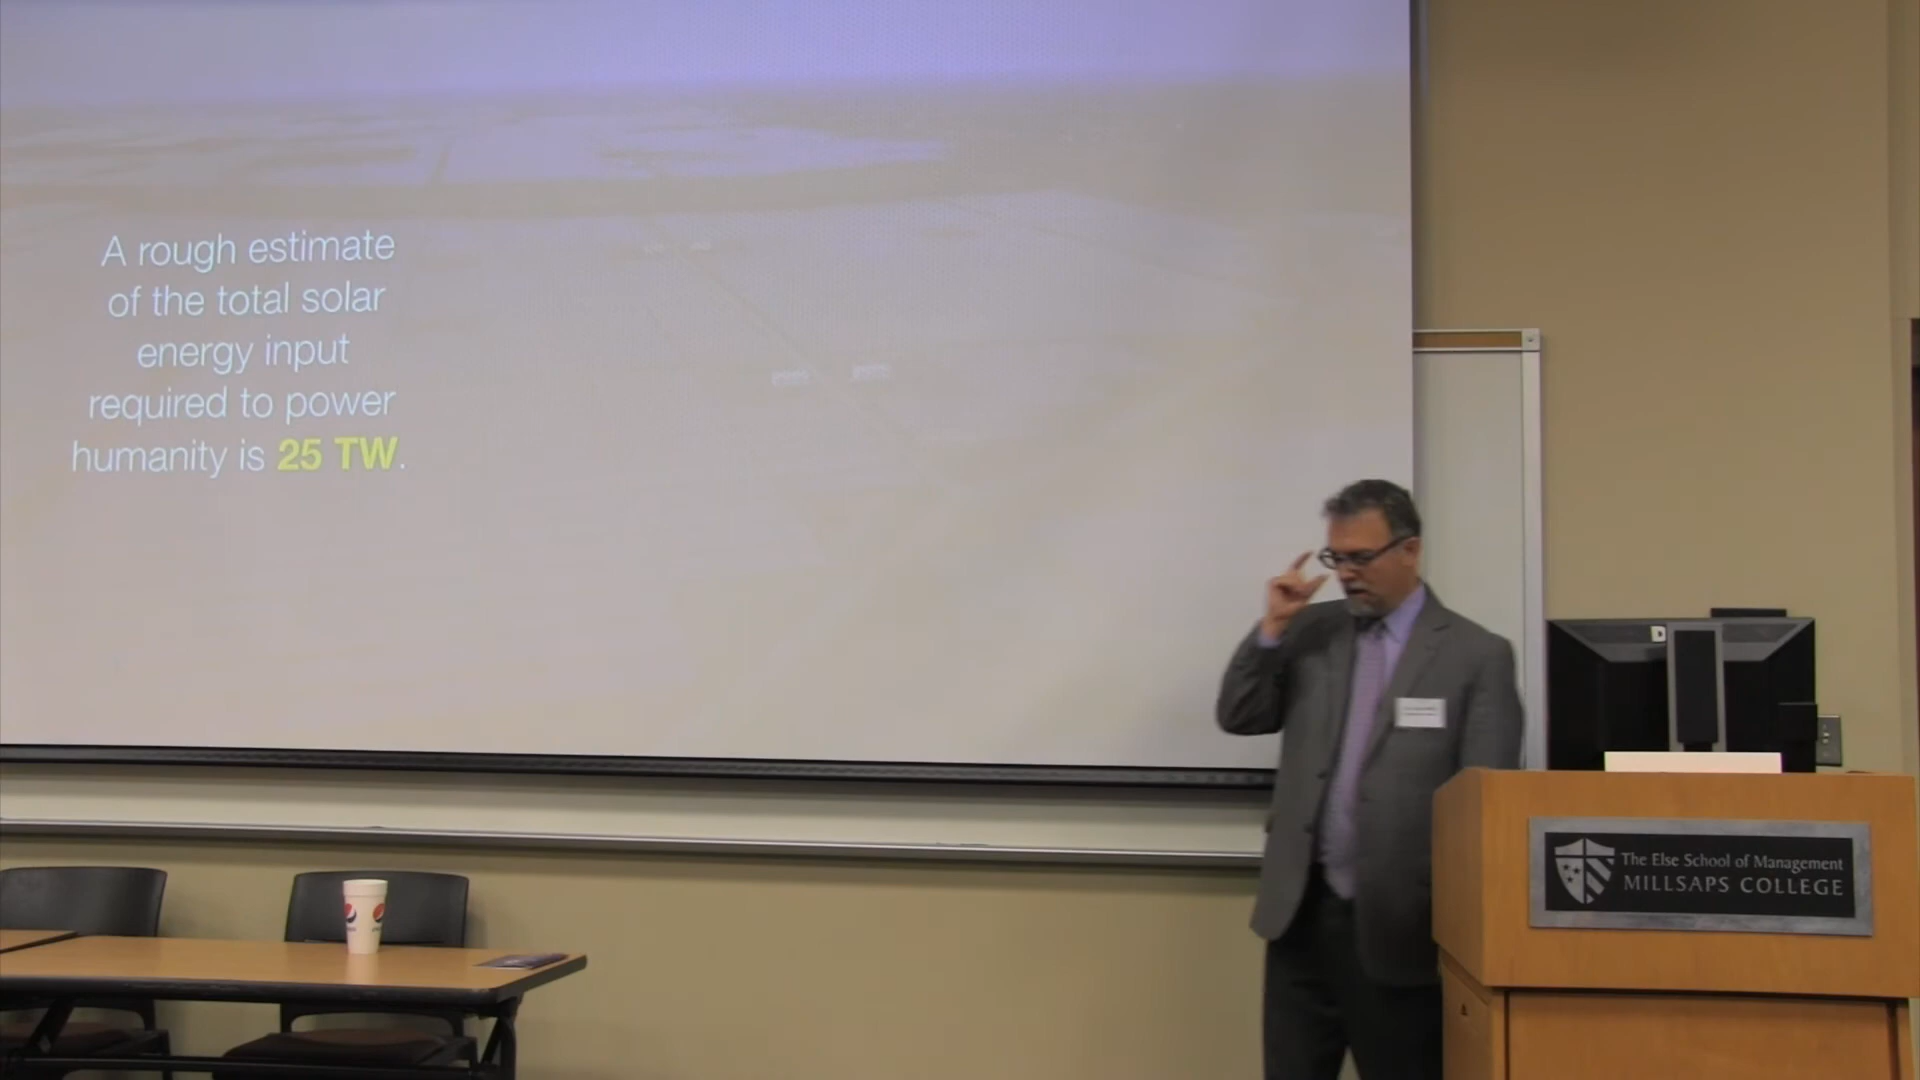 A rough estimate
of the total solar
energy input
required to power
humanity is 25 TW.
The Else School of Management
MILLSAPS COLLEGE